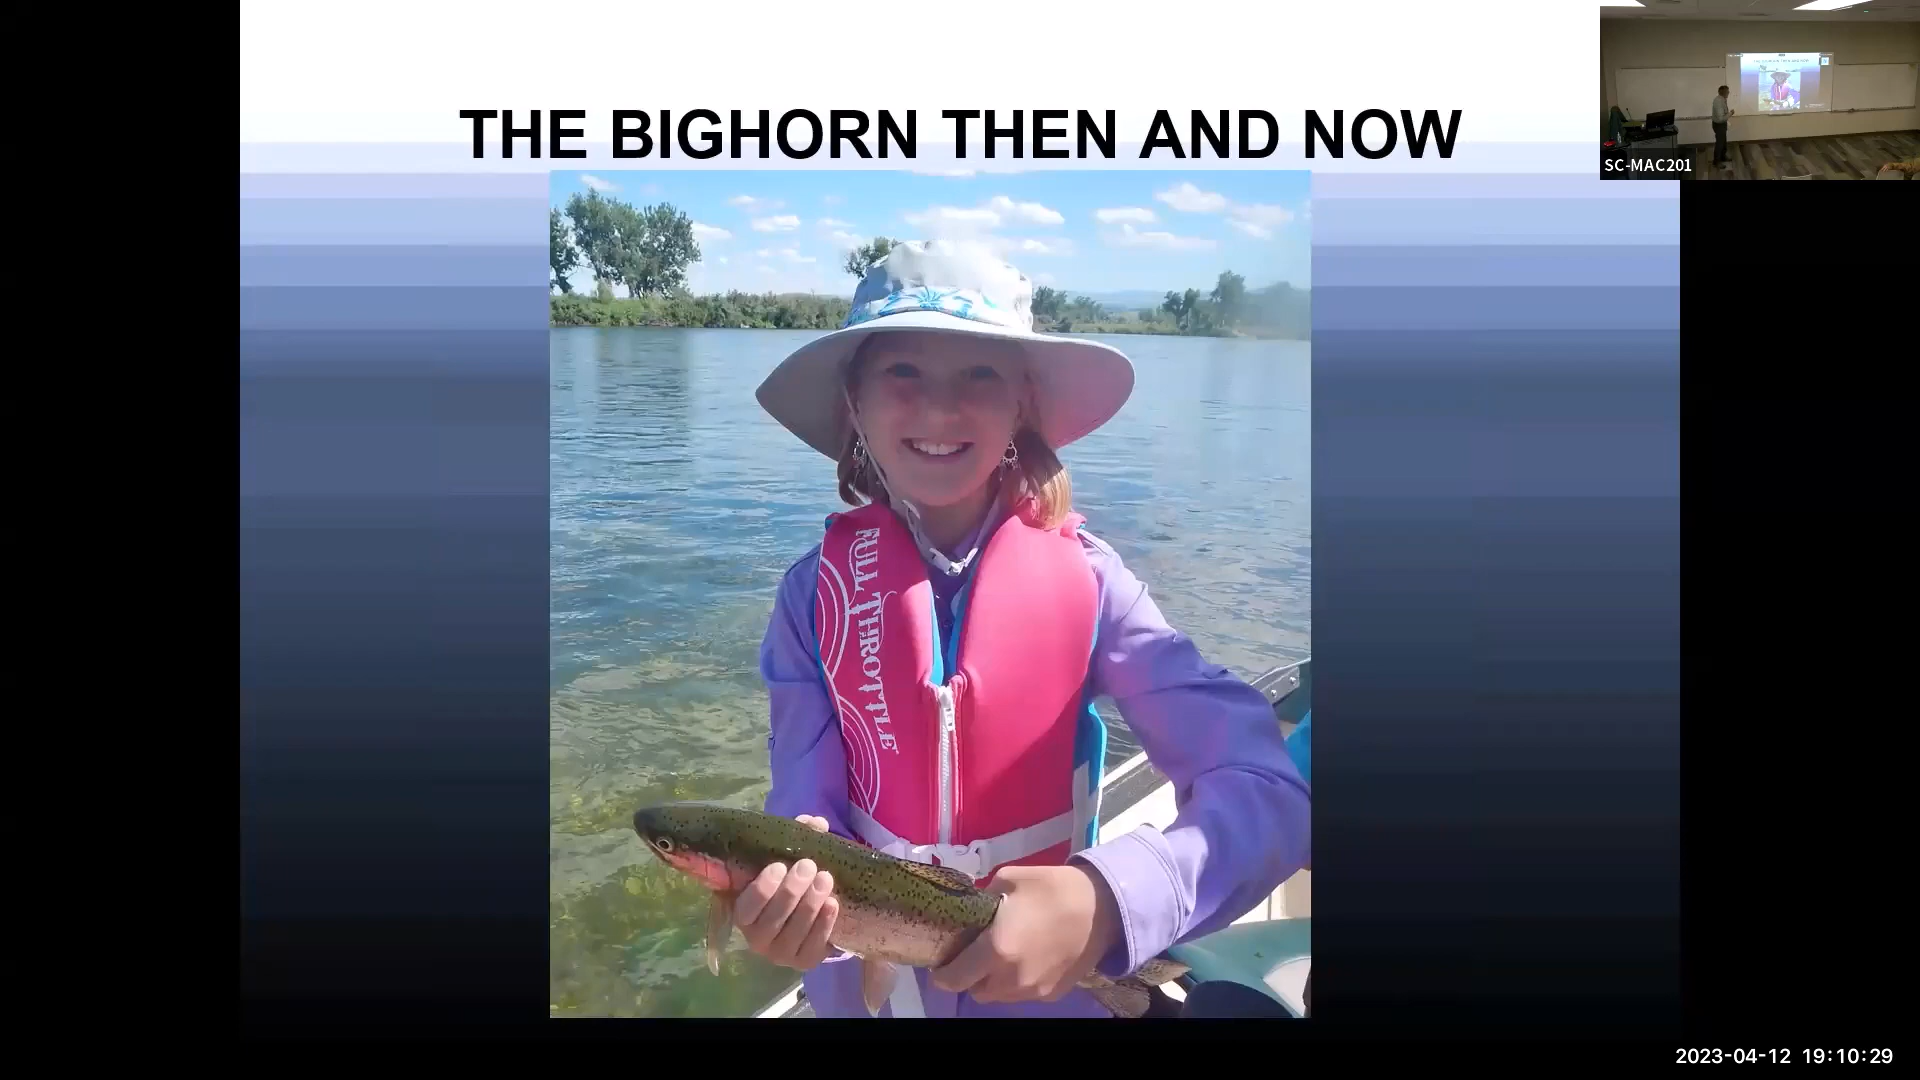 THE BIGHORN THEN AND NOW
SC-MAC201
FULL THROTTLE
2023-04-12 19:10:29